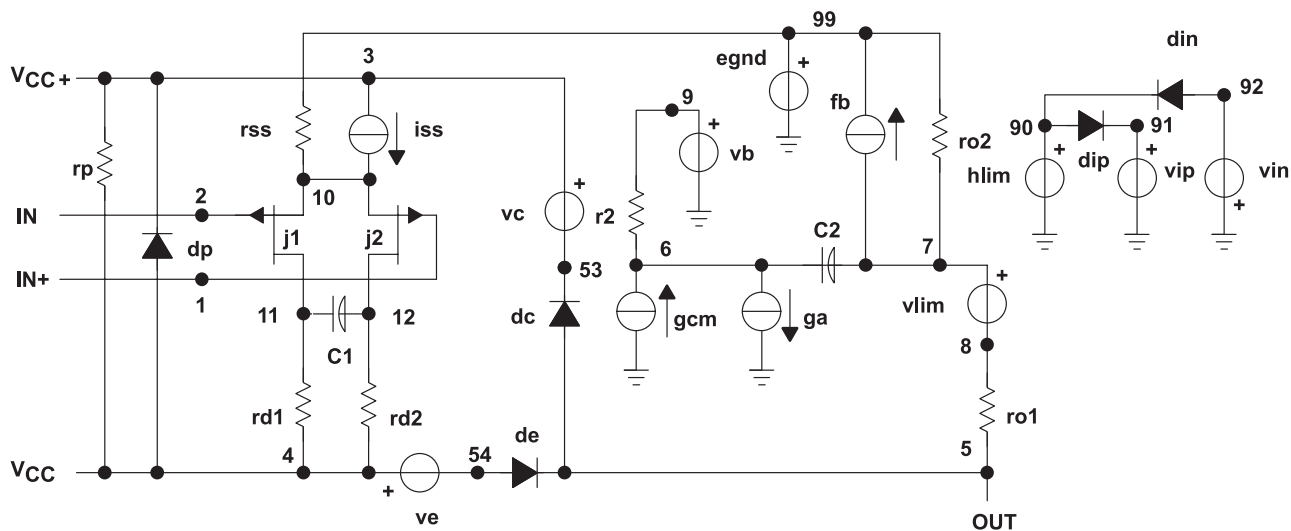 99
din
3
egnd
VCC+
92
9
fb
rss
iss
90
91
ro2
rp
vb
dip
hlim
vip
vin
10
2
IN
vc
r2
C2
j1
j2
6
7
dp
53
IN+
1
gcm
ga
vlim
11
12
dc
C1
8
rd1
rd2
ro1
de
5
4
54
VCC
ve
OUT
+
+
+
+
+
+
+
+